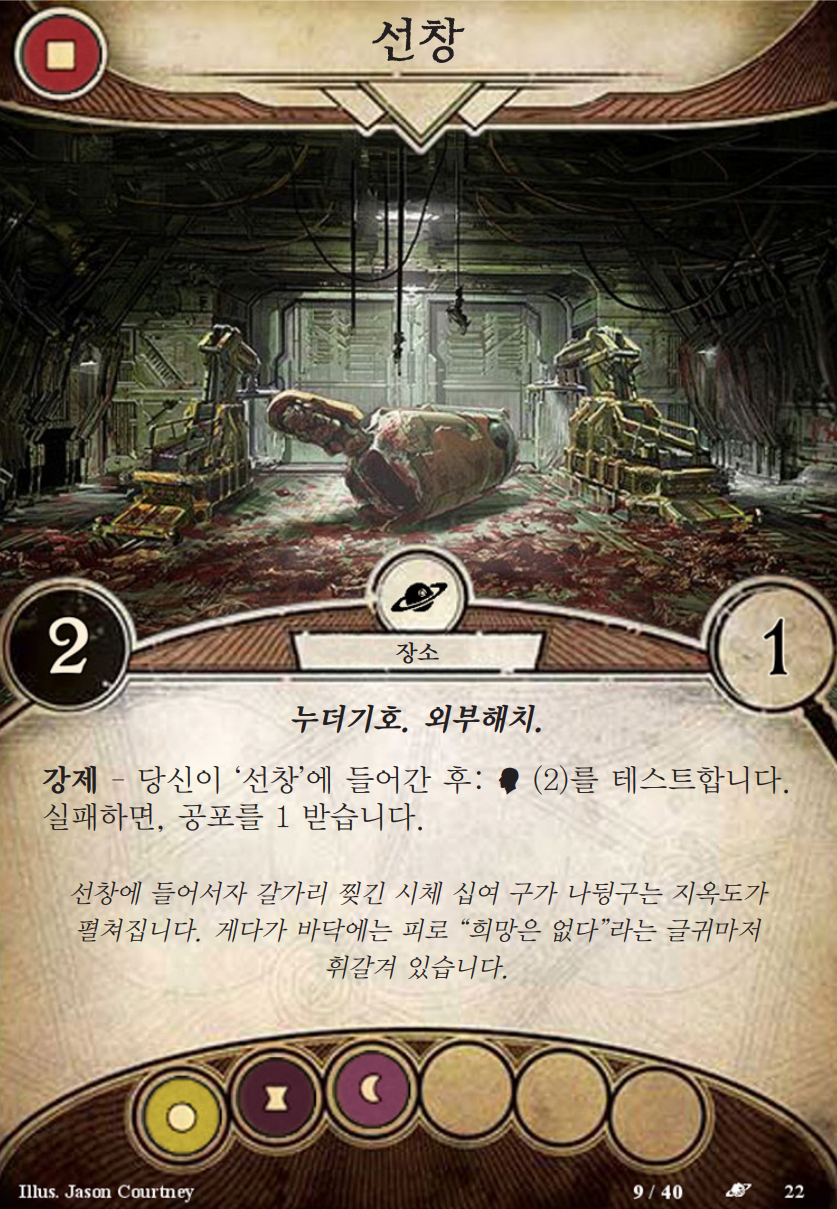 선창
2
1
장소
누더기호. 외부해치.
강제 – 당신이 ‘선창’에 들어간 후: (2)를 테스트합니다.
실패하면, 공포를 1 받습니다.
선창에 들어서자 갈가리 찢긴 시체 십여 구가 나뒹구는 지옥도가
펼쳐집니다. 게다가 바닥에는 피로 “희망은 없다”라는 글귀마저
휘갈겨 있습니다.
Illus. Jason Courtney
9 / 40
22